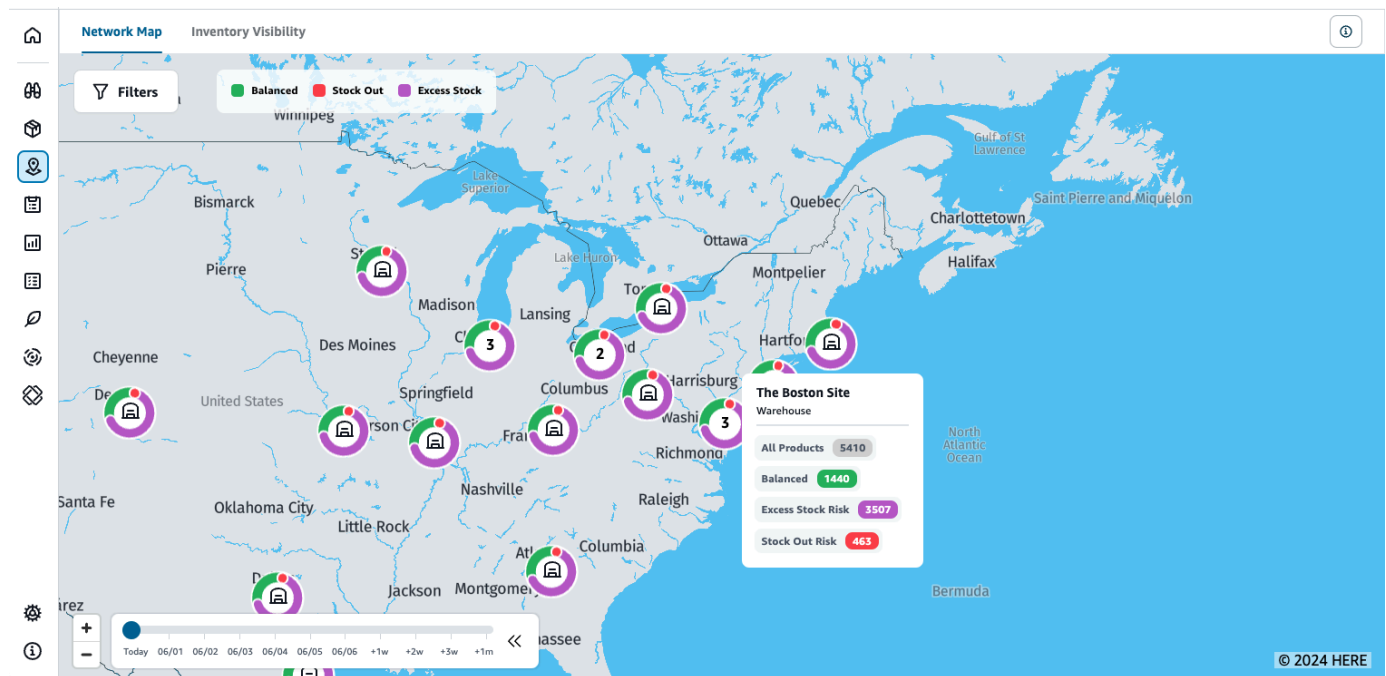 Network Map
Inventory Visibility
Filters
Balanced
Stock Out
Excess Stock
Winnipeg
Gulf of St
Lawrence
Lake
Superior
Bismarck
Quebec
Saint Pierre and Miquelon
Charlottetown
Ottawa
Lake Huron
Halifax
Pierre
Montpelier
Madison
Lansing
3
2
Des Moines
Cheyenne
Springfield
Columbus
Harrisburg
United States
3
Richmond
North
Atlantic
Ocean
The Boston Site
Warehouse
All Products 5410
Balanced 1440
Excess Stock Risk 3507
Stock Out Risk 463
Santa Fe
Nashville
Oklahoma City
Raleigh
Little Rock
Columbia
Jackson
Bermuda
+
−
Today 06/01 06/02 06/03 06/04 06/05 06/06 +1w +2w +3w +1m
© 2024 HERE